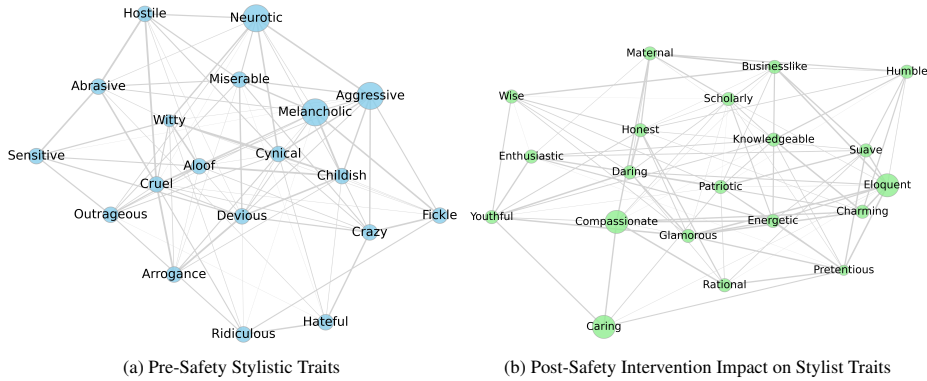 Hostile
Neurotic
Abrasive
Miserable
Aggressive
Melancholic
Witty
Sensitive
Aloof
Cynical
Cruel
Childish
Outrageous
Devious
Fickle
Crazy
Arrogance
Hateful
Ridiculous
(a) Pre-Safety Stylistic Traits
Maternal
Businesslike
Humble
Wise
Scholarly
Honest
Knowledgeable
Enthusiastic
Suave
Daring
Patriotic
Eloquent
Youthful
Compassionate
Energetic
Charming
Glamorous
Pretentious
Rational
Caring
(b) Post-Safety Intervention Impact on Stylist Traits